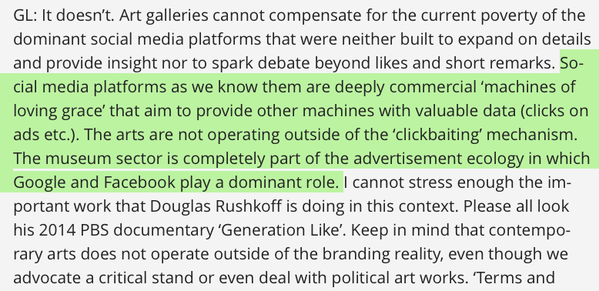 GL: It doesn’t. Art galleries cannot compensate for the current poverty of the
dominant social media platforms that were neither built to expand on details
and provide insight nor to spark debate beyond likes and short remarks. So-
cial media platforms as we know them are deeply commercial ‘machines of
loving grace’ that aim to provide other machines with valuable data (clicks on
ads etc.). The arts are not operating outside of the ‘clickbaiting’ mechanism.
The museum sector is completely part of the advertisement ecology in which
Google and Facebook play a dominant role. I cannot stress enough the im-
portant work that Douglas Rushkoff is doing in this context. Please all look
his 2014 PBS documentary ‘Generation Like’. Keep in mind that contempo-
rary arts does not operate outside of the branding reality, even though we
advocate a critical stand or even deal with political art works. ‘Terms and